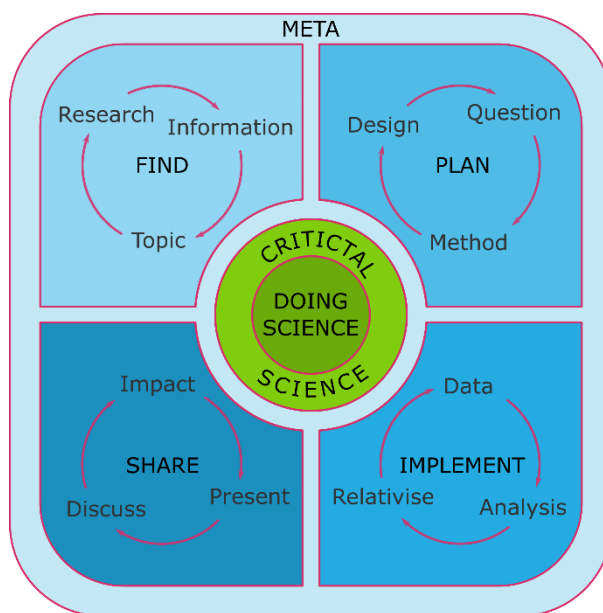 META
Research
Information
FIND
Topic
Question
Design
PLAN
Method
CRITICTAL
DOING
SCIENCE
SCIENCE
Impact
SHARE
Present
Discuss
Data
IMPLEMENT
Relativise
Analysis